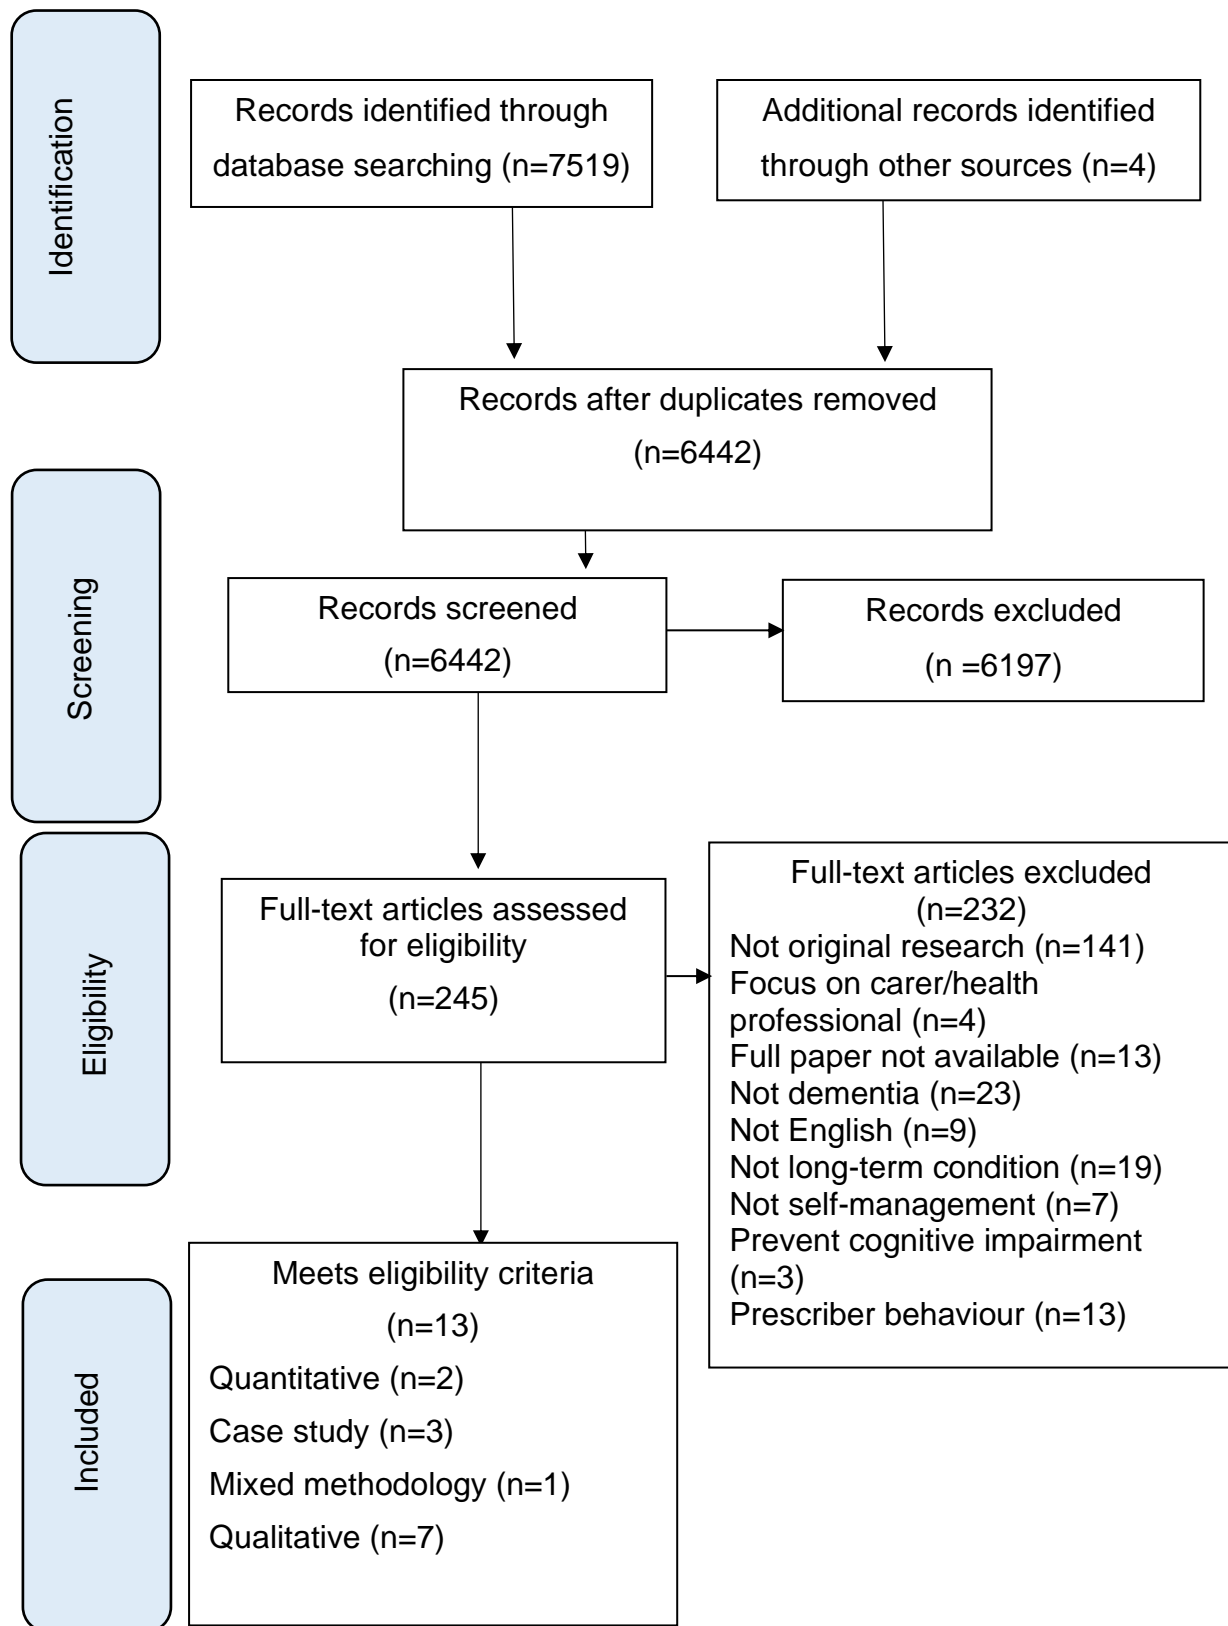 Identification
Records identified through
database searching (n=7519)
Additional records identified
through other sources (n=4)
Records after duplicates removed
(n=6442)
Screening
Records screened
(n=6442)
Records excluded
(n =6197)
Eligibility
Full-text articles assessed
for eligibility
(n=245)
Full-text articles excluded
(n=232)
Not original research (n=141)
Focus on carer/health
professional (n=4)
Full paper not available (n=13)
Not dementia (n=23)
Not English (n=9)
Not long-term condition (n=19)
Not self-management (n=7)
Prevent cognitive impairment
(n=3)
Prescriber behaviour (n=13)
Included
Meets eligibility criteria
(n=13)
Quantitative (n=2)
Case study (n=3)
Mixed methodology (n=1)
Qualitative (n=7)